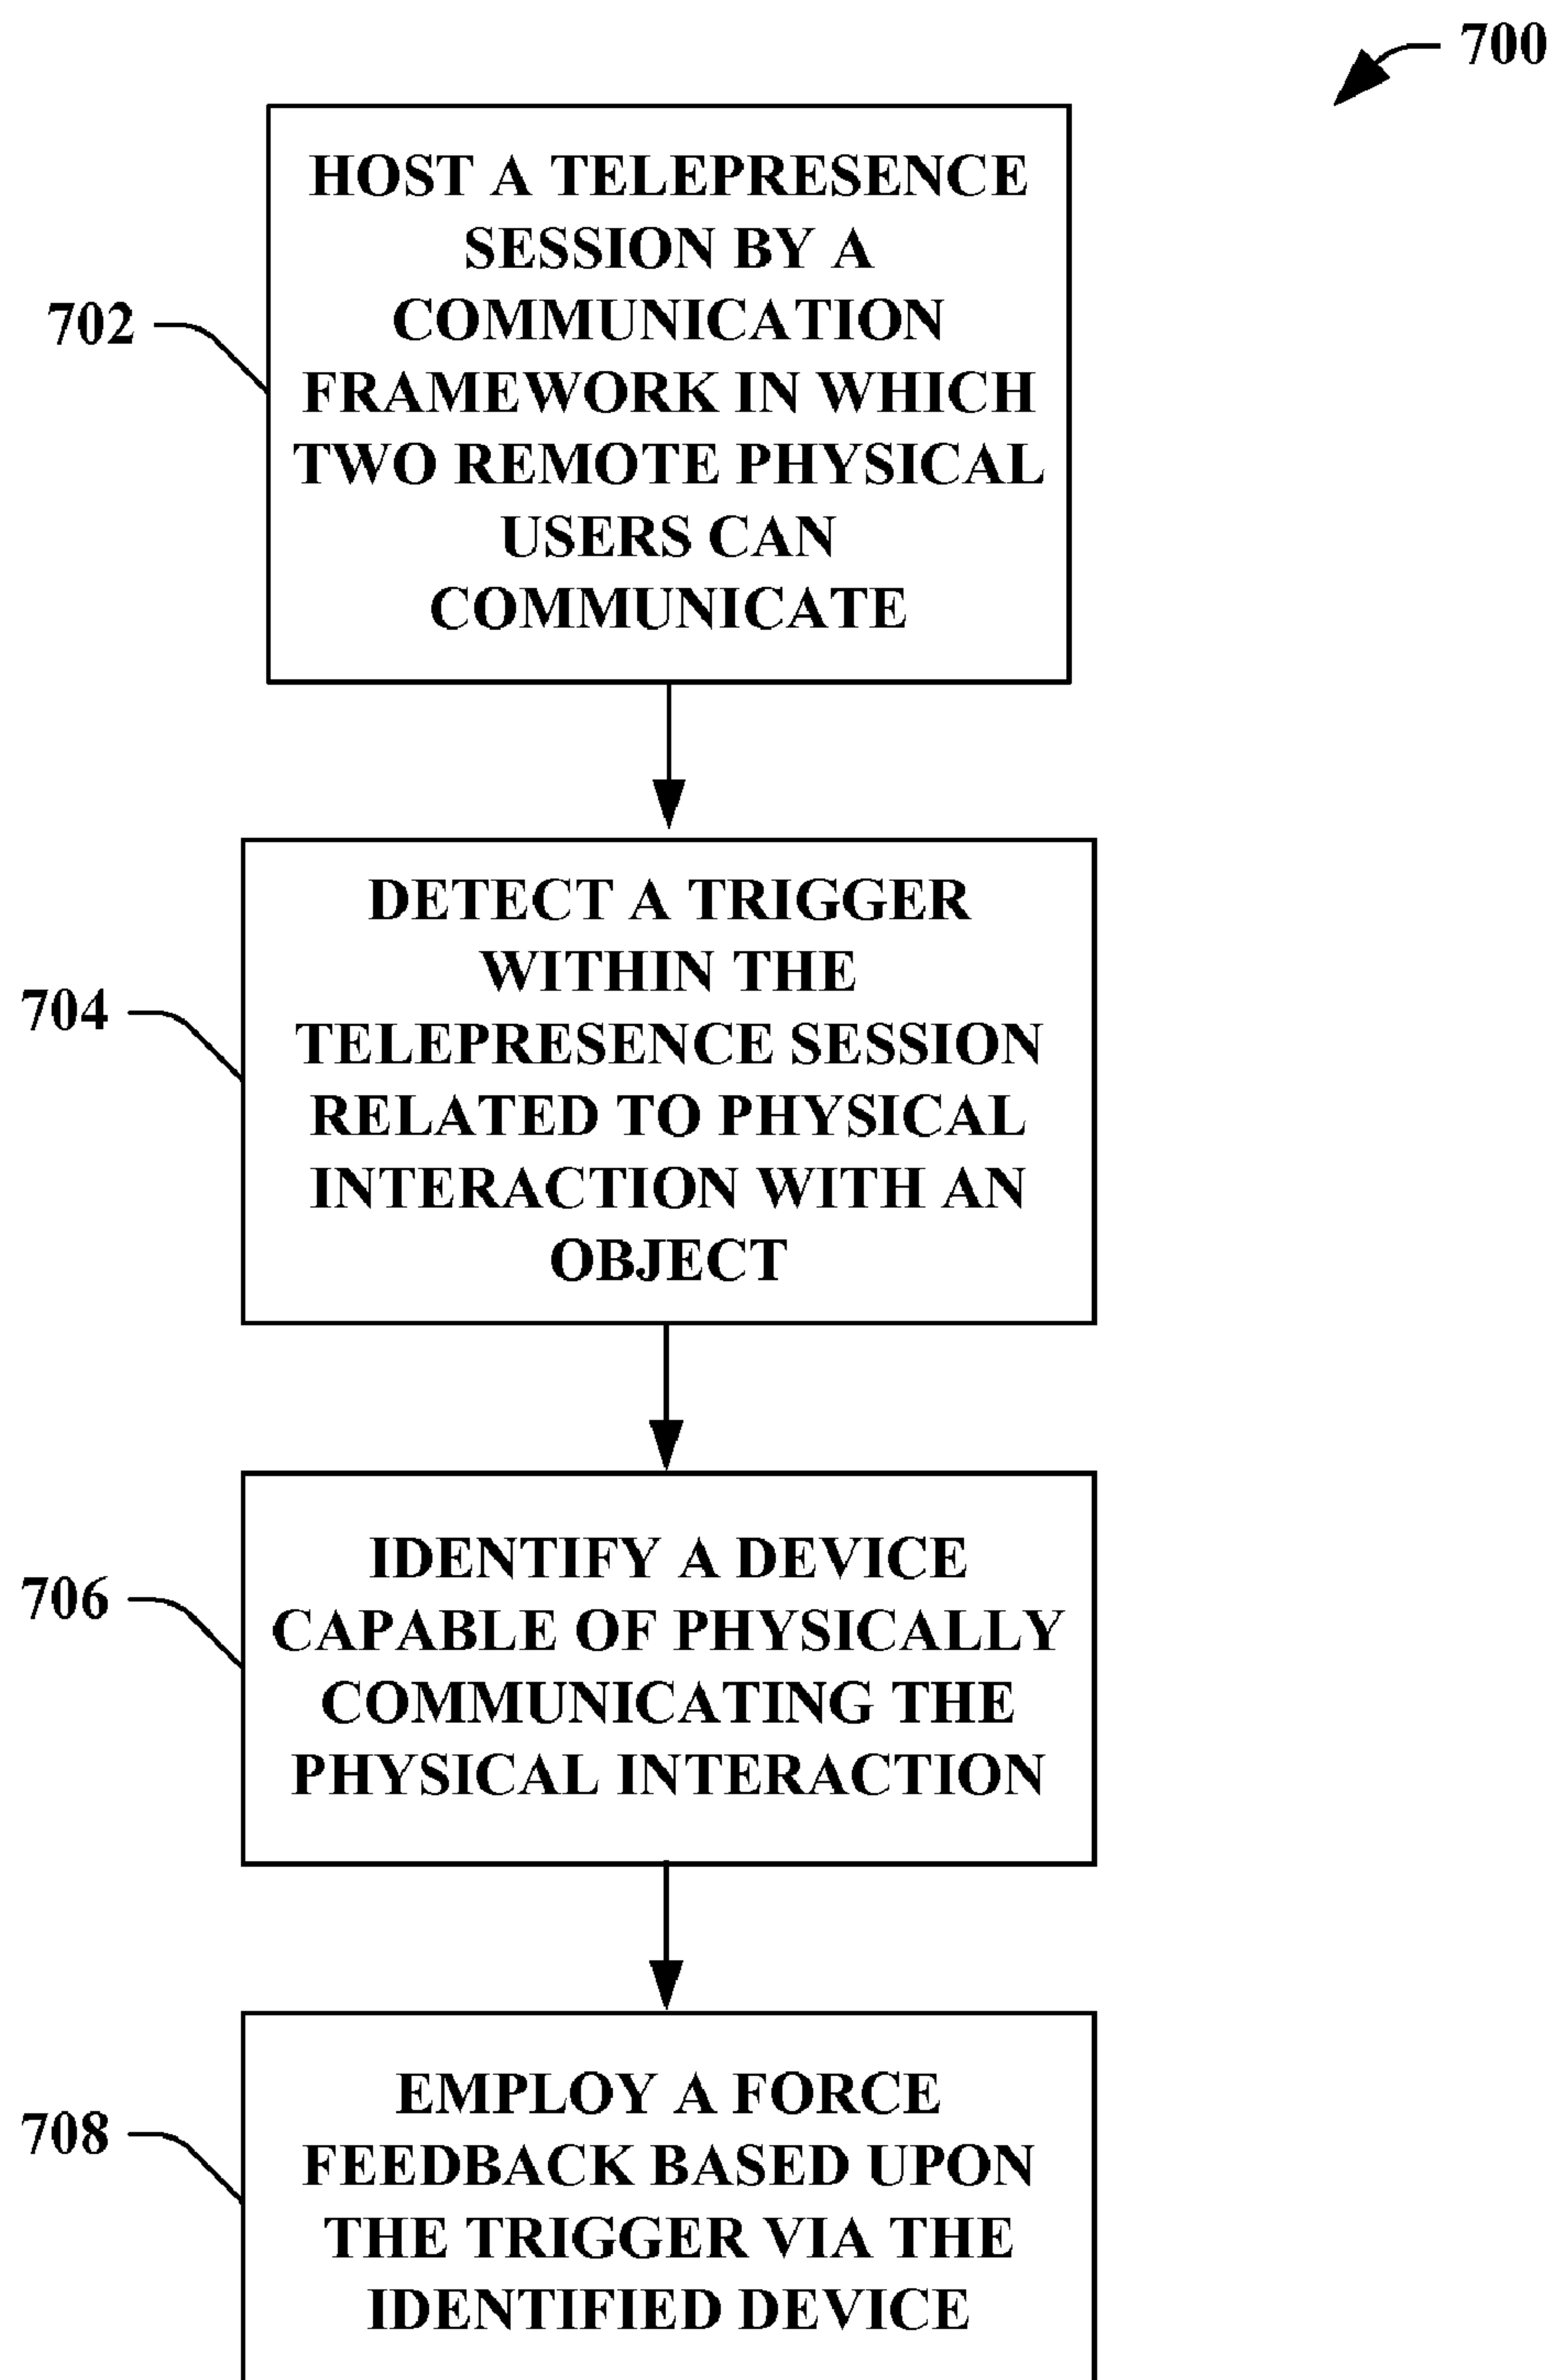 700
HOST A TELEPRESENCE
SESSION BY A
COMMUNICATION
FRAMEWORK IN WHICH
TWO REMOTE PHYSICAL
USERS CAN
COMMUNICATE
702
DETECT A TRIGGER
WITHIN THE
TELEPRESENCE SESSION
RELATED TO PHYSICAL
INTERACTION WITH AN
OBJECT
704
IDENTIFY A DEVICE
CAPABLE OF PHYSICALLY
COMMUNICATING THE
PHYSICAL INTERACTION
706
EMPLOY A FORCE
FEEDBACK BASED UPON
THE TRIGGER VIA THE
IDENTIFIED DEVICE
708